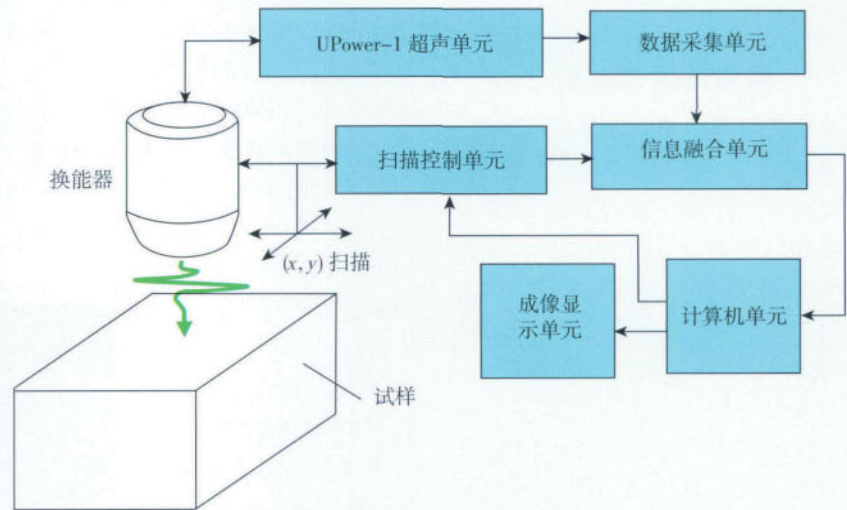 UPower-1 超声单元
数据采集单元
换能器
扫描控制单元
信息融合单元
(x, y) 扫描
成像显
示单元
计算机单元
试样